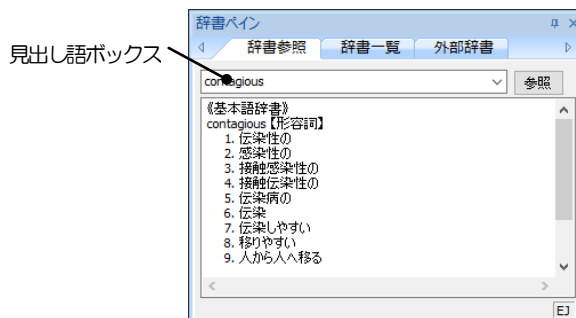 辞書ペイン
辞書参照 辞書一覧 外部辞書
見出し語ボックス
contagious 参照
《基本語辞書》
contagious【形容詞】
1. 伝染性の
2. 感染性の
3. 接触感染性の
4. 接触伝染性の
5. 伝染病の
6. 伝染
7. 伝染しやすい
8. 移りやすい
9. 人から人へ移る
EJ